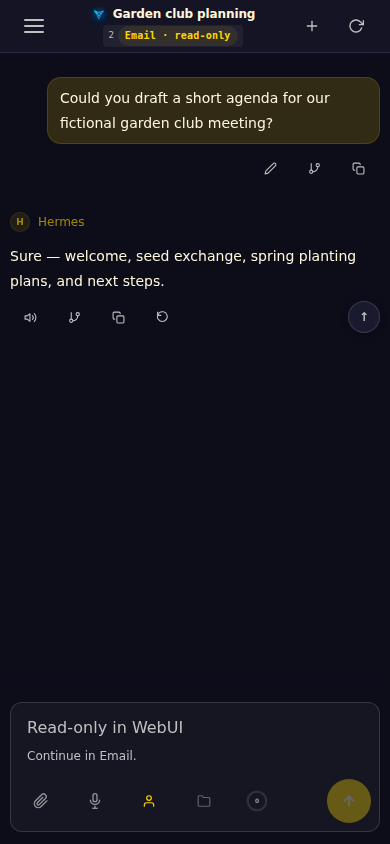 Garden club planning
2 Email · read-only
Could you draft a short agenda for our
fictional garden club meeting?
H Hermes
Sure — welcome, seed exchange, spring planting
plans, and next steps.
Read-only in WebUI
Continue in Email.
0